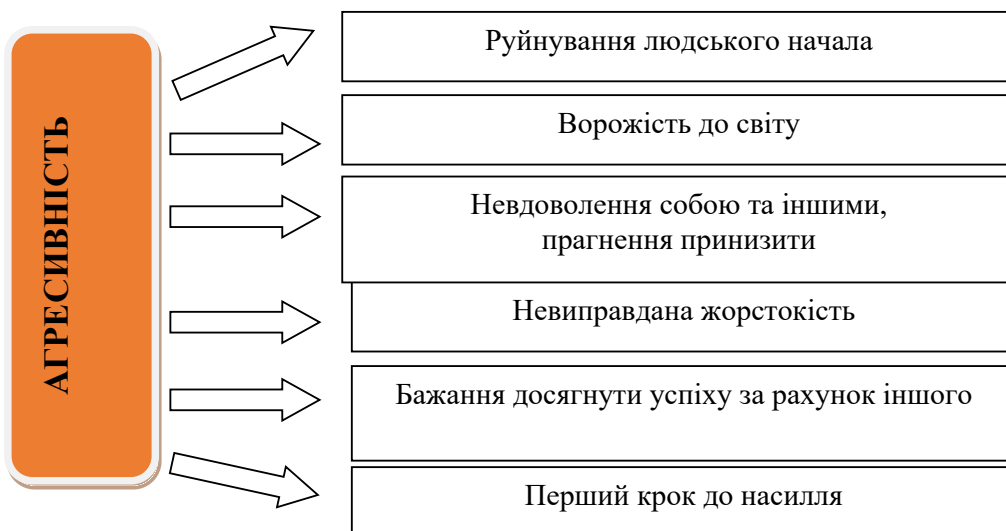 АГРЕСИВНІСТЬ
Руйнування людського начала
Ворожість до світу
Невдоволення собою та іншими,
прагнення принизити
Невиправдана жорстокість
Бажання досягнути успіху за рахунок іншого
Перший крок до насилля